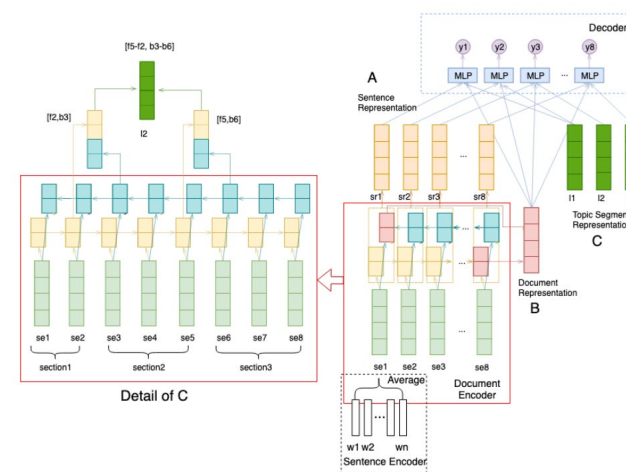 Decoder
[f5-f2, b3-b6]
y1 y2 y3 y8
A
MLP MLP MLP ... MLP
Sentence
Representation
[f2,b3]
l2
[f5,b6]
...
sr1 sr2 sr3 sr8
l1 l2
Topic Segment
Representation
C
...
...
Document
Representation
B
...
se1 se2 se3 se4 se5 se6 se7 se8
section1 section2 section3
Detail of C
se1 se2 se3 se8
Average
Document
Encoder
...
w1 w2 wn
Sentence Encoder